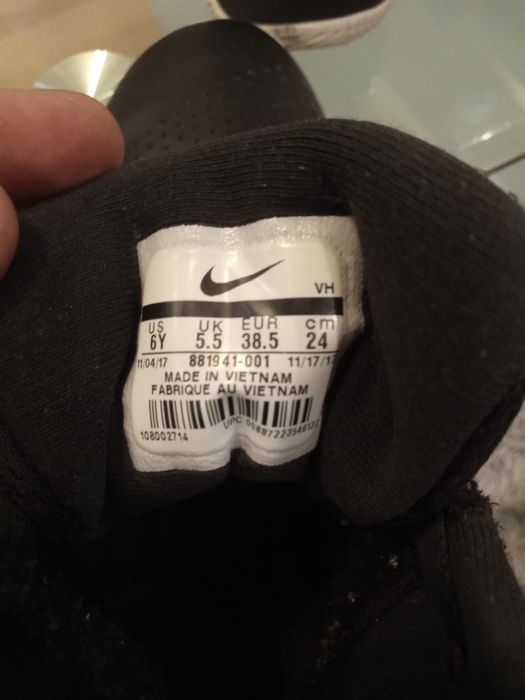 VH
US UK EUR cm
6Y 5.5 38.5 24
11/04/17 881941-001 11/17/17
MADE IN VIETNAM
FABRIQUE AU VIETNAM
108002714 UPC